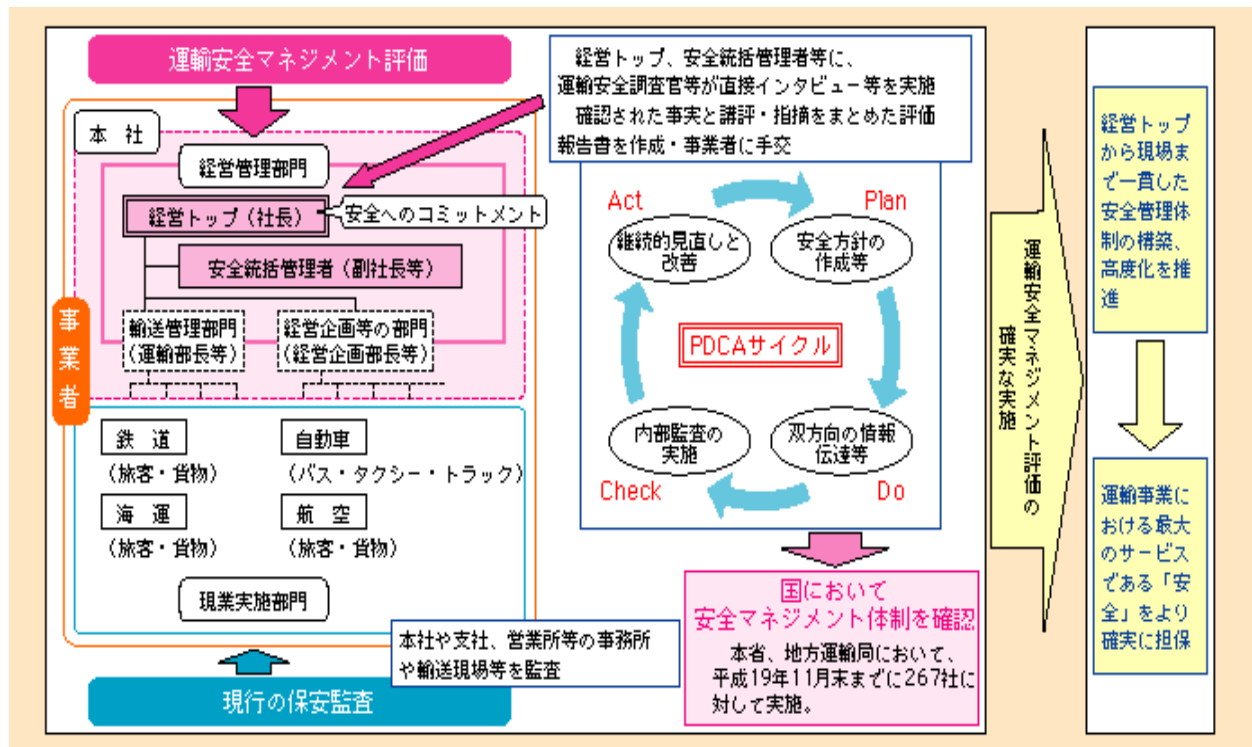 運輸安全マネジメント評価
本 社
経営管理部門
経営トップ(社長)
安全へのコミットメント
安全統括管理者(副社長等)
輸送管理部門
(運輸部長等)
経営企画等の部門
(経営企画部長等)
事業者
鉄 道
(旅客・貨物)
自動車
(バス・タクシー・トラック)
海 運
(旅客・貨物)
航 空
(旅客・貨物)
現業実施部門
現行の保安監査
本社や支社、営業所等の事務所
や輸送現場等を監査
経営トップ、安全統括管理者等に、
運輸安全調査官等が直接インタビュー等を実施
確認された事実と講評・指摘をまとめた評価
報告書を作成・事業者に手交
Act
Plan
継続的見直しと
改善
安全方針の
作成等
PDCAサイクル
内部監査の
実施
双方向の情報
伝達等
Check
Do
国において
安全マネジメント体制を確認
本省、地方運輸局において、
平成19年11月末までに267社に
対して実施。
運輸安全マネジメント評価の
確実な実施
経営トップ
から現場ま
で一貫した
安全管理体
制の構築、
高度化を推
進
運輸事業に
おける最大
のサービス
である「安
全」をより
確実に担保